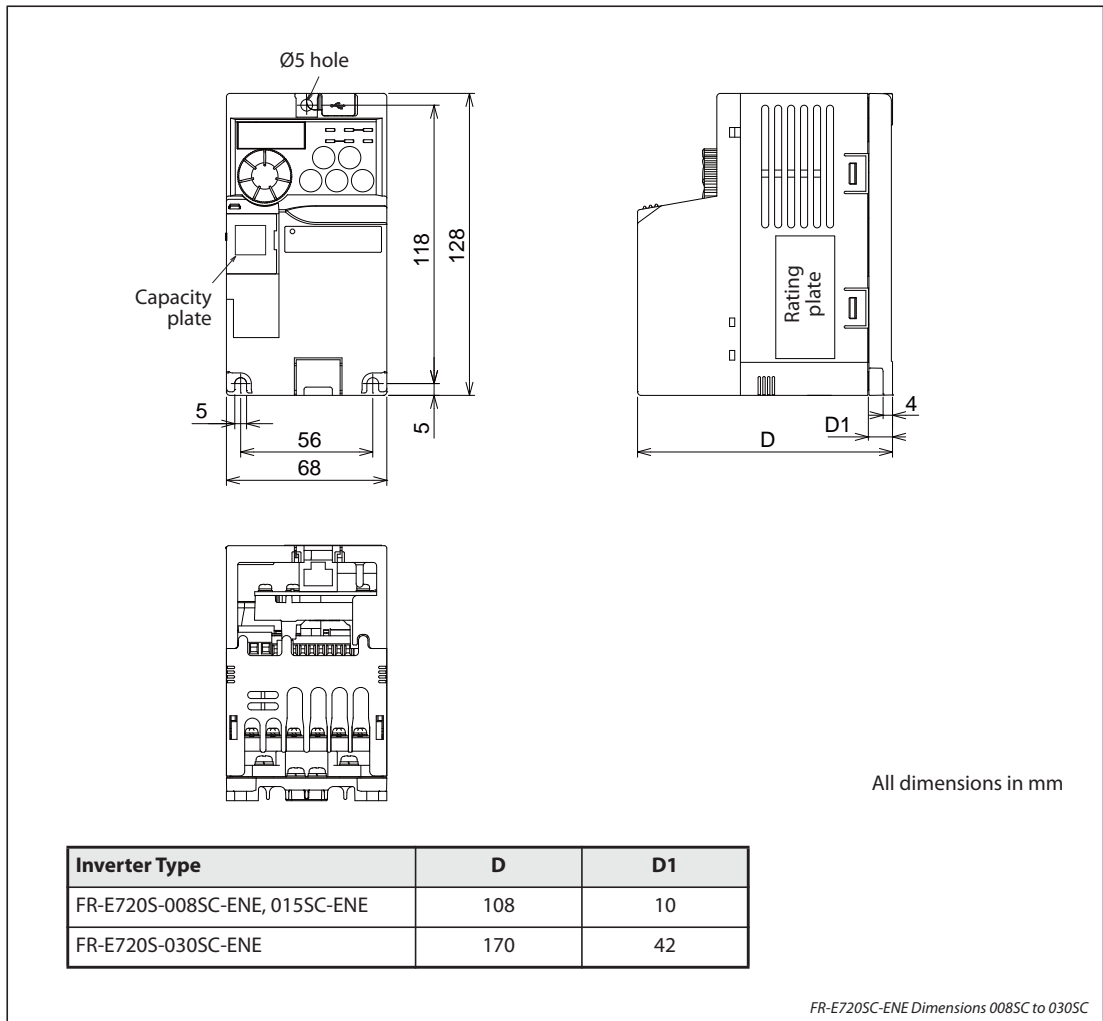 Ø5 hole
118
128
Capacity
plate
5
5
56
68
Rating
plate
4
D1
D
All dimensions in mm
Inverter Type D D1
FR-E720S-008SC-ENE, 015SC-ENE 108 10
FR-E720S-030SC-ENE 170 42
FR-E720SC-ENE Dimensions 008SC to 030SC